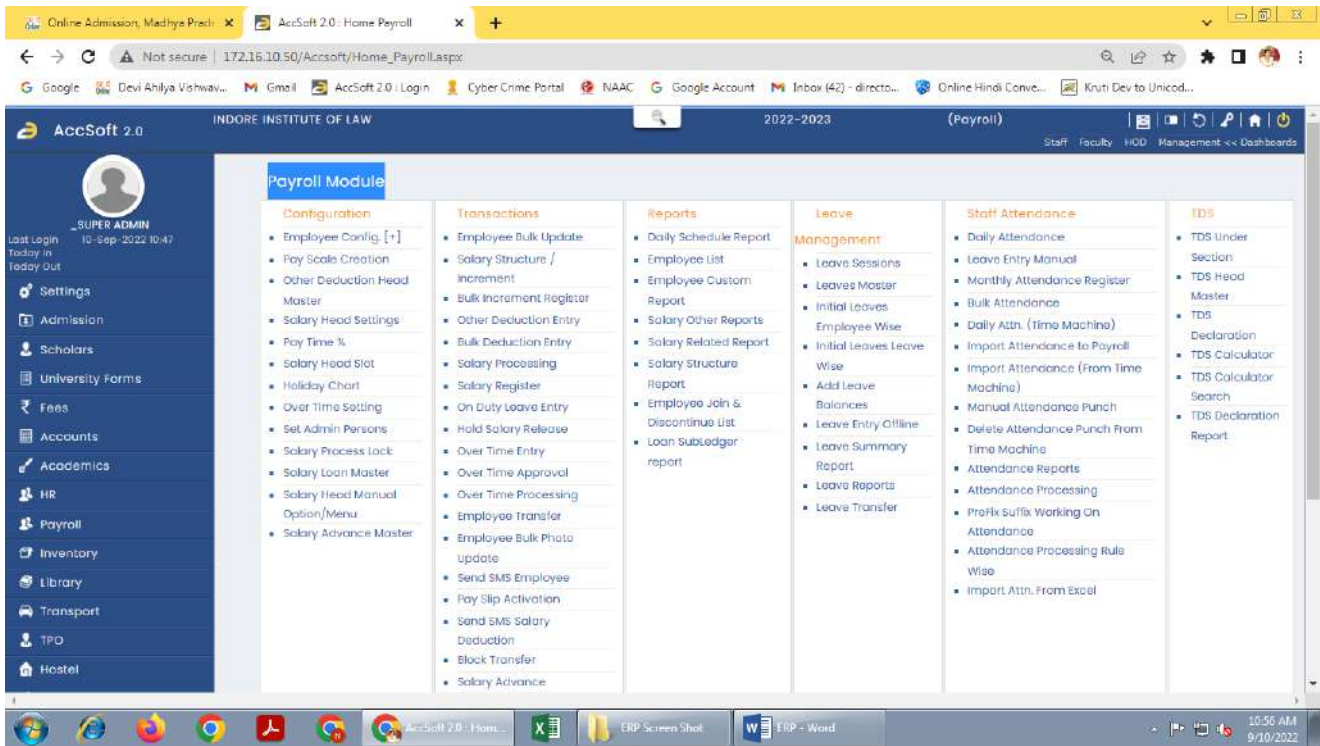 Online Admission, Madhya Prade
AccSoft 2.0 : Home Payroll
Not secure
172.16.10.50/Accsoft/Home_Payroll.aspx
Google
Devi Ahilya Vishwav...
Gmail
AccSoft 2.0 : Login
Cyber Crime Portal
NAAC
Google Account
Inbox (42) - directo...
Online Hindi Conve...
Kruti Dev to Unicod...
AccSoft 2.0
INDORE INSTITUTE OF LAW
2022-2023
(Payroll)
Staff Faculty HOD Management << Dashboards
_SUPER ADMIN
Last Login 10-Sep-2022 10:47
Today In
Today Out
Settings
Admission
Scholars
University Forms
Fees
Accounts
Academics
HR
Payroll
Inventory
Library
Transport
TPO
Hostel
Payroll Module
Configuration
Employee Config. [+]
Pay Scale Creation
Other Deduction Head
Master
Salary Head Settings
Pay Time %
Salary Head Slot
Holiday Chart
Over Time Setting
Set Admin Persons
Salary Process Lock
Salary Loan Master
Salary Head Manual
Option/Menu
Salary Advance Master
Transactions
Employee Bulk Update
Salary Structure /
Increment
Bulk Increment Register
Other Deduction Entry
Bulk Deduction Entry
Salary Processing
Salary Register
On Duty Leave Entry
Hold Salary Release
Over Time Entry
Over Time Approval
Over Time Processing
Employee Transfer
Employee Bulk Photo
Update
Send SMS Employee
Pay Slip Activation
Send SMS Salary
Deduction
Block Transfer
Salary Advance
Reports
Daily Schedule Report
Employee List
Employee Custom
Report
Salary Other Reports
Salary Related Report
Salary Structure
Report
Employee Join &
Discontinue List
Loan SubLedger
report
Leave
Management
Leave Sessions
Leaves Master
Initial Leaves
Employee Wise
Initial Leaves Leave
Wise
Add Leave
Balances
Leave Entry Offline
Leave Summary
Report
Leave Reports
Leave Transfer
Staff Attendance
Daily Attendance
Leave Entry Manual
Monthly Attendance Register
Bulk Attendance
Daily Attn. (Time Machine)
Import Attendance to Payroll
Import Attendance (From Time
Machine)
Manual Attendance Punch
Delete Attendance Punch From
Time Machine
Attendance Reports
Attendance Processing
PreFix Suffix Working On
Attendance
Attendance Processing Rule
Wise
Import Attn. From Excel
TDS
TDS Under
Section
TDS Head
Master
TDS
Declaration
TDS Calculator
TDS Calculator
Search
TDS Declaration
Report
AccSoft 2.0 : Hom...
ERP Screen Shot
ERP - Word
10:56 AM
9/10/2022